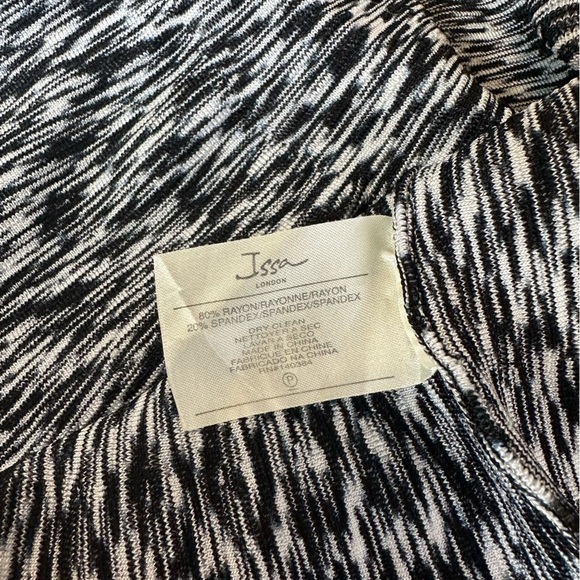 Issa
LONDON
80% RAYON/RAYONNE/RAYON
20% SPANDEX/SPANDEX/SPANDEX
DRY CLEAN
NETTOYER A SEC
LAVAR A SECO
MADE IN CHINA
FABRIQUE EN CHINE
FABRICADO NA CHINA
RN#140384
P